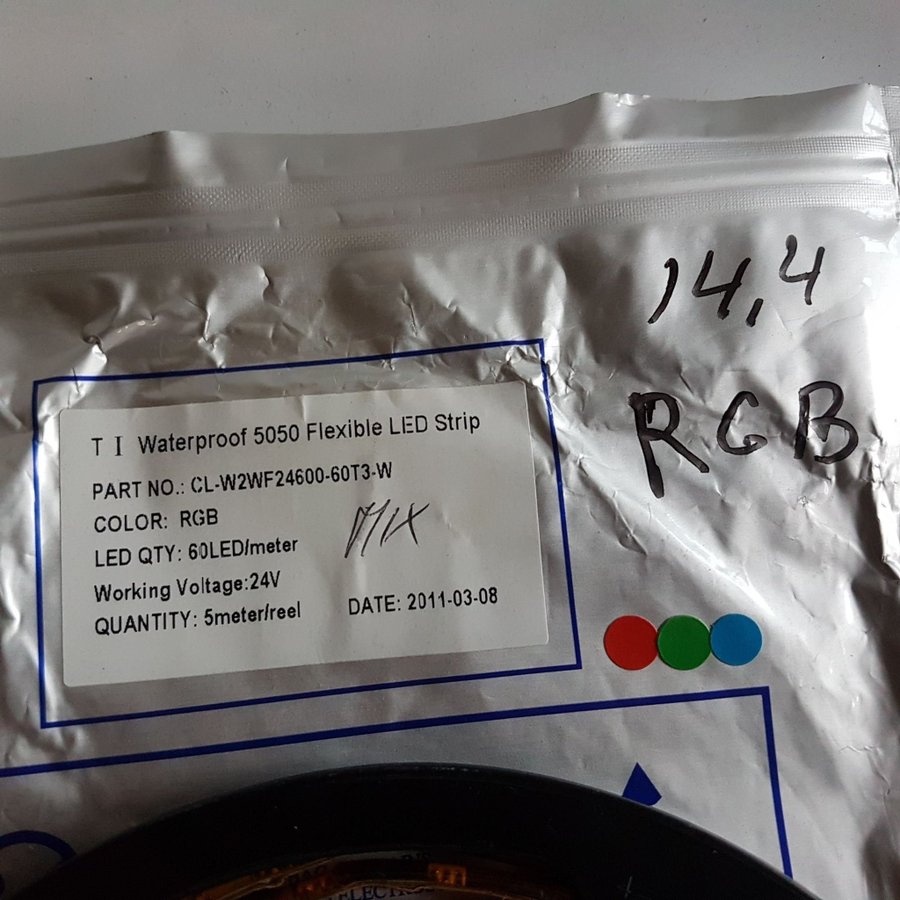 14,4
RGB
T I Waterproof 5050 Flexible LED Strip
PART NO.: CL-W2WF24600-60T3-W
COLOR: RGB
MIX
LED QTY: 60LED/meter
Working Voltage:24V
QUANTITY: 5meter/reel
DATE: 2011-03-08